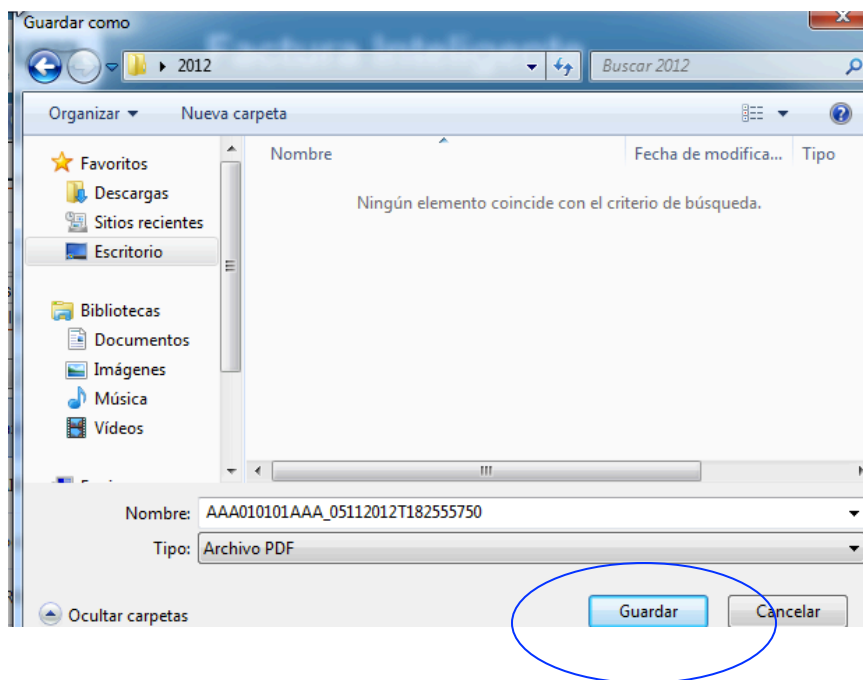 Guardar como
Factura Inteligente
2012
Buscar 2012
Organizar
Nueva carpeta
Nombre
Fecha de modifica...
Tipo
Favoritos
Descargas
Sitios recientes
Escritorio
Ningún elemento coincide con el criterio de búsqueda.
Bibliotecas
Documentos
Imágenes
Música
Vídeos
Nombre: AAA010101AAA_05112012T182555750
Tipo: Archivo PDF
Ocultar carpetas
Guardar
Cancelar